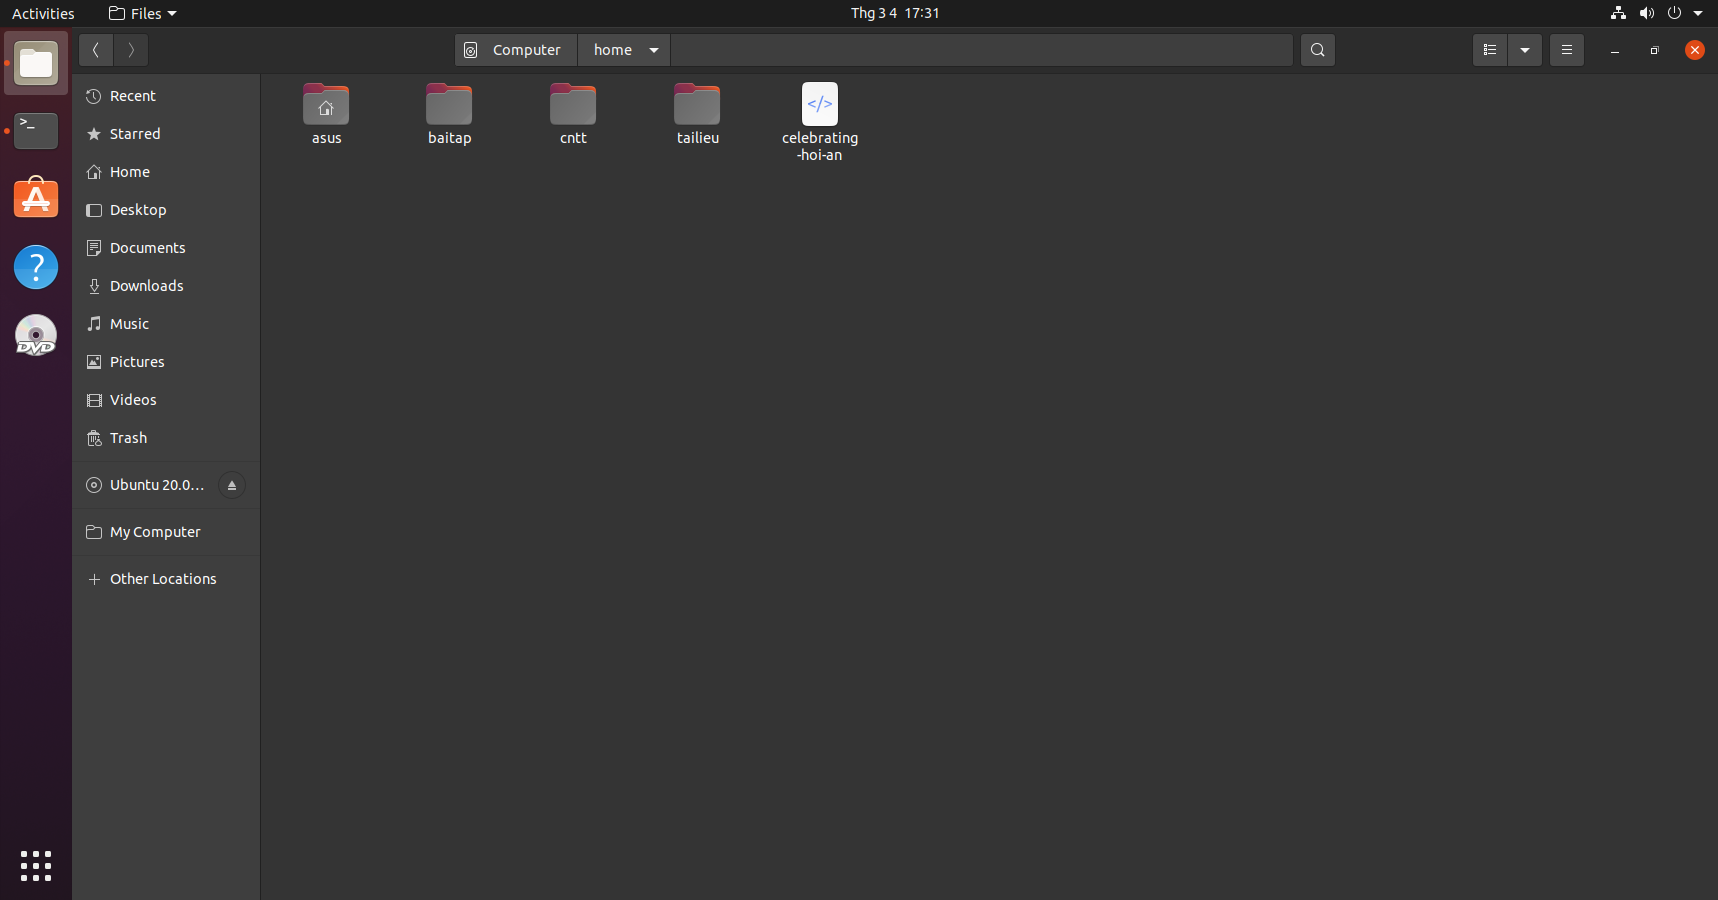 Activities
Files
Thg 3 4 17:31
Computer
home
Recent
Starred
Home
Desktop
Documents
Downloads
Music
Pictures
Videos
Trash
Ubuntu 20.0...
My Computer
Other Locations
asus
baitap
cntt
tailieu
</>
celebrating
-hoi-an
>_
A
?
DVD